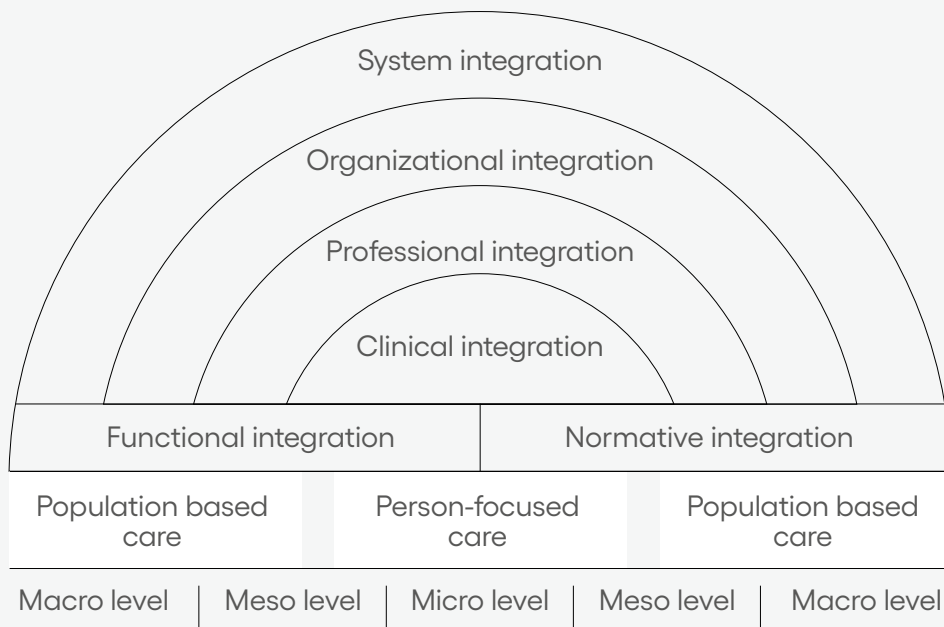 System integration
Organizational integration
Professional integration
Clinical integration
Functional integration
Normative integration
Population based
care
Person-focused
care
Population based
care
Macro level
Meso level
Micro level
Meso level
Macro level